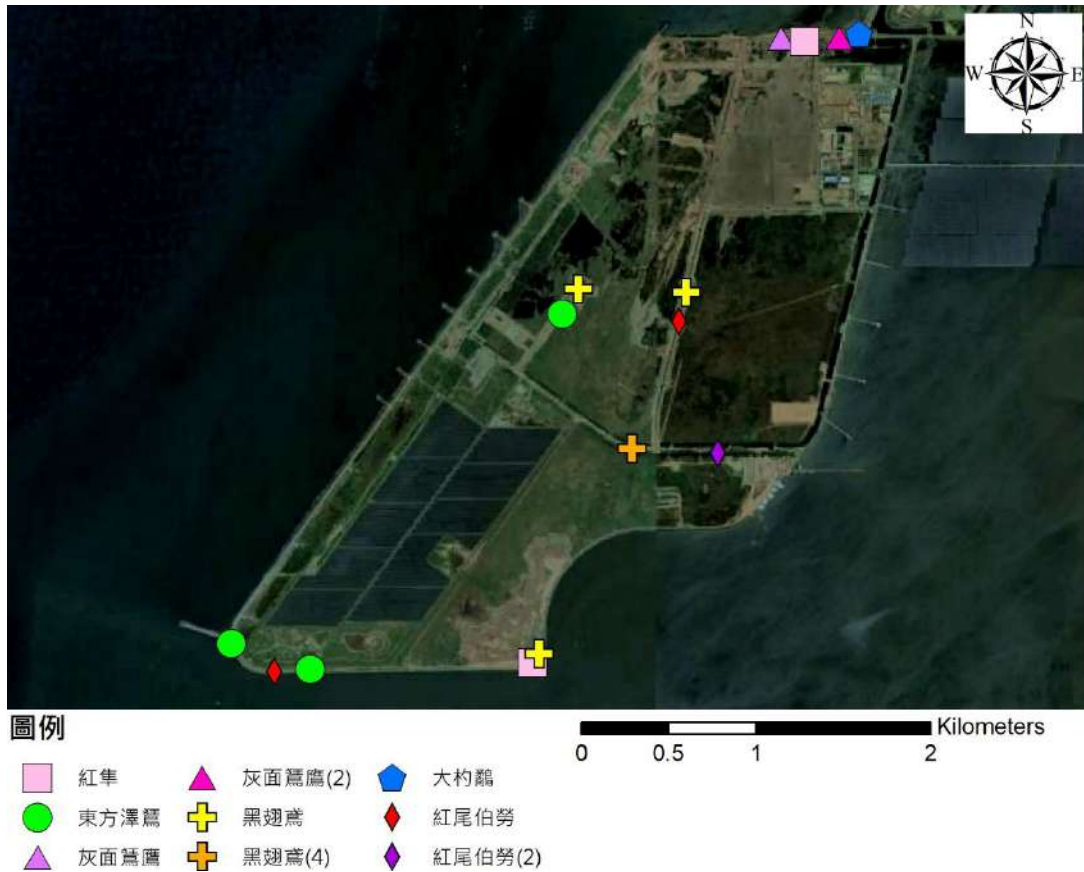 N
W E
S
圖例
Kilometers
0 0.5 1 2
紅隼 灰面鵟鷹(2) 大杓鷸
東方澤鵟 黑翅鳶 紅尾伯勞
灰面鵟鷹 黑翅鳶(4) 紅尾伯勞(2)